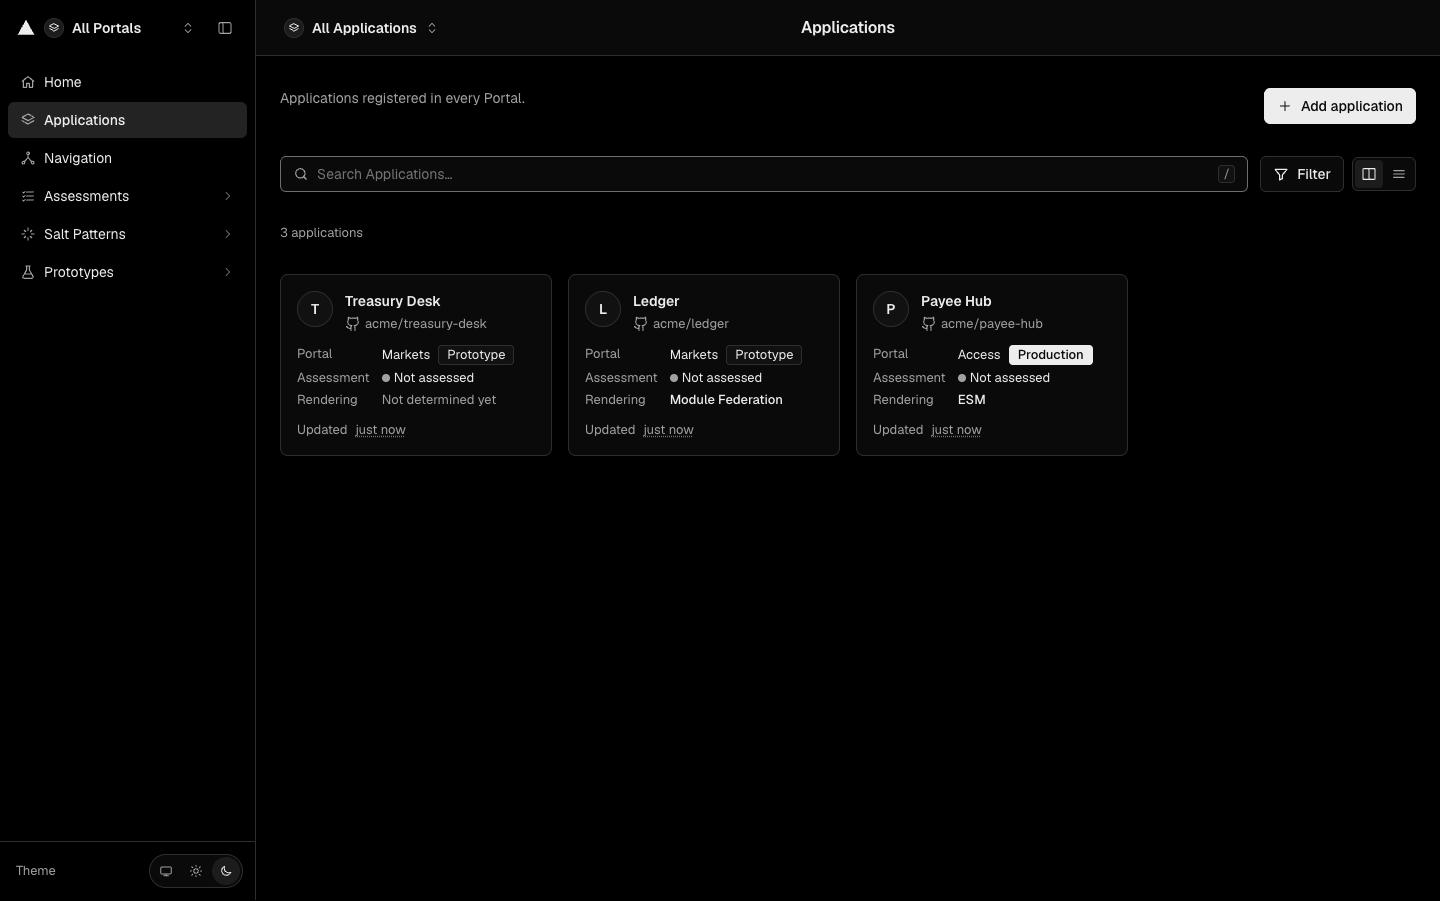 All Portals
All Applications
Applications
Home
Applications
Navigation
Assessments
Salt Patterns
Prototypes
Applications registered in every Portal.
Add application
Search Applications...
/
Filter
3 applications
T
Treasury Desk
acme/treasury-desk
Portal Markets Prototype
Assessment Not assessed
Rendering Not determined yet
Updated just now
L
Ledger
acme/ledger
Portal Markets Prototype
Assessment Not assessed
Rendering Module Federation
Updated just now
P
Payee Hub
acme/payee-hub
Portal Access Production
Assessment Not assessed
Rendering ESM
Updated just now
Theme